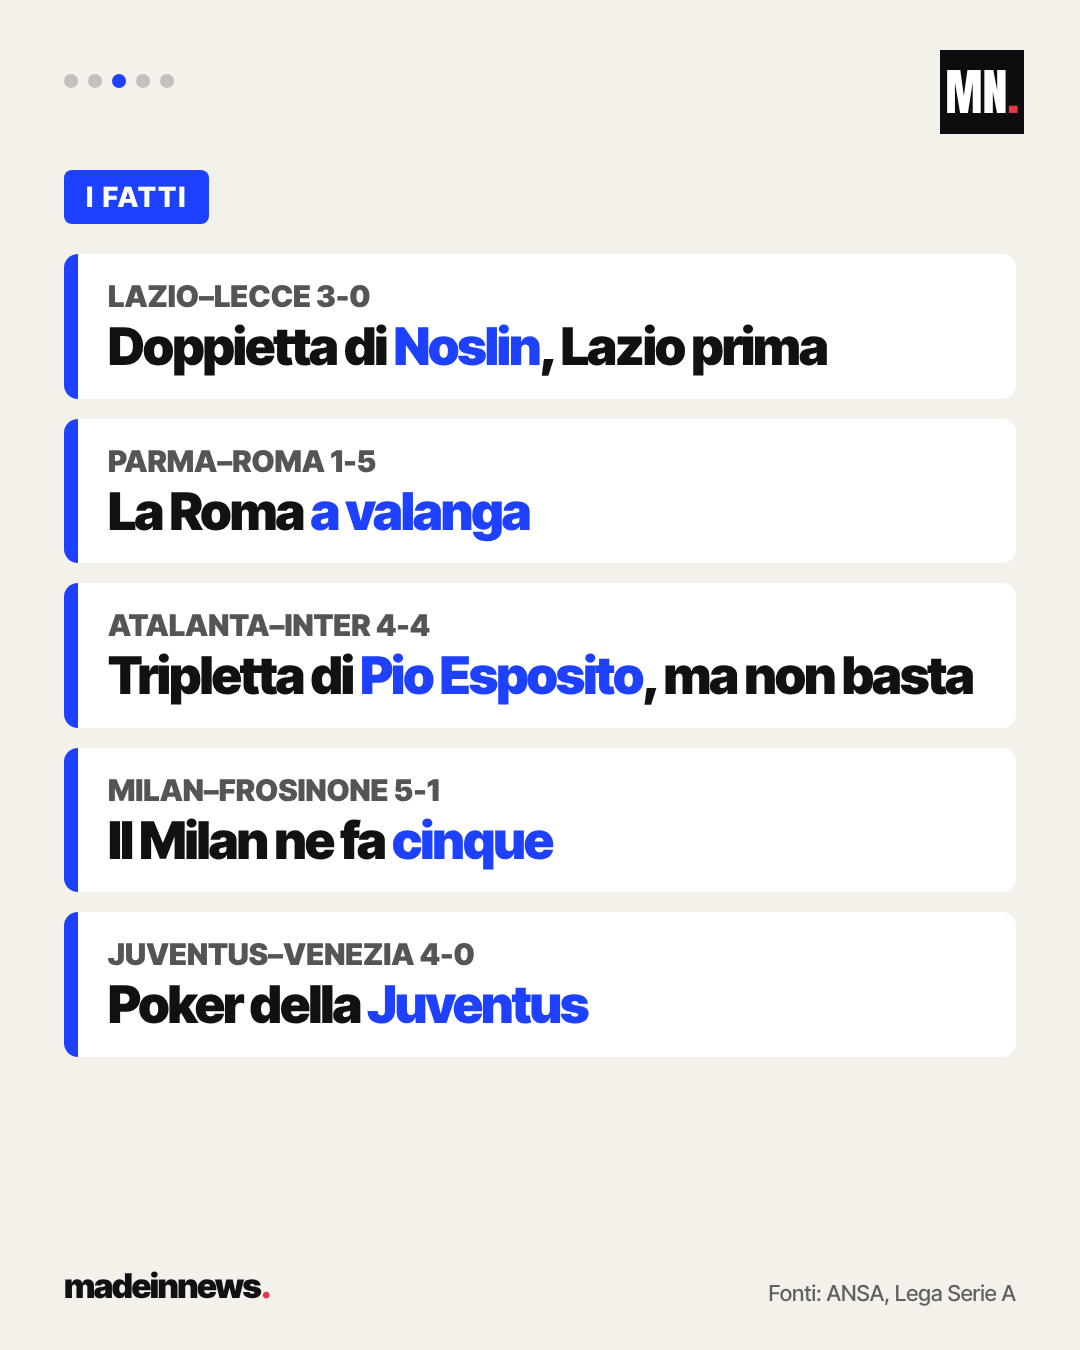 MN.
I FATTI
LAZIO–LECCE 3-0
Doppietta di Noslin, Lazio prima
PARMA–ROMA 1-5
La Roma a valanga
ATALANTA–INTER 4-4
Tripletta di Pio Esposito, ma non basta
MILAN–FROSINONE 5-1
Il Milan ne fa cinque
JUVENTUS–VENEZIA 4-0
Poker della Juventus
madeinnews.
Fonti: ANSA, Lega Serie A